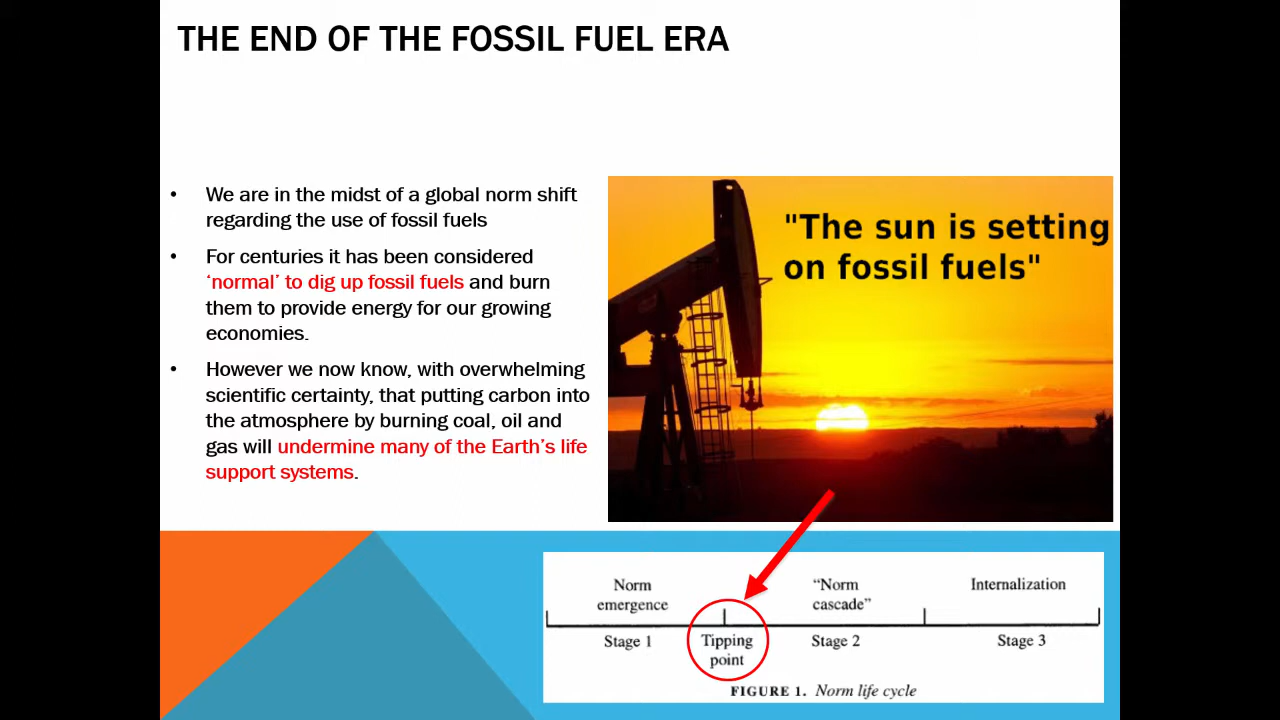 THE END OF THE FOSSIL FUEL ERA
• We are in the midst of a global norm shift
regarding the use of fossil fuels
• For centuries it has been considered
‘normal’ to dig up fossil fuels and burn
them to provide energy for our growing
economies.
• However we now know, with overwhelming
scientific certainty, that putting carbon into
the atmosphere by burning coal, oil and
gas will undermine many of the Earth’s life
support systems.
"The sun is setting
on fossil fuels"
Norm
emergence
“Norm
cascade”
Internalization
Stage 1
Tipping
point
Stage 2
Stage 3
FIGURE 1. Norm life cycle